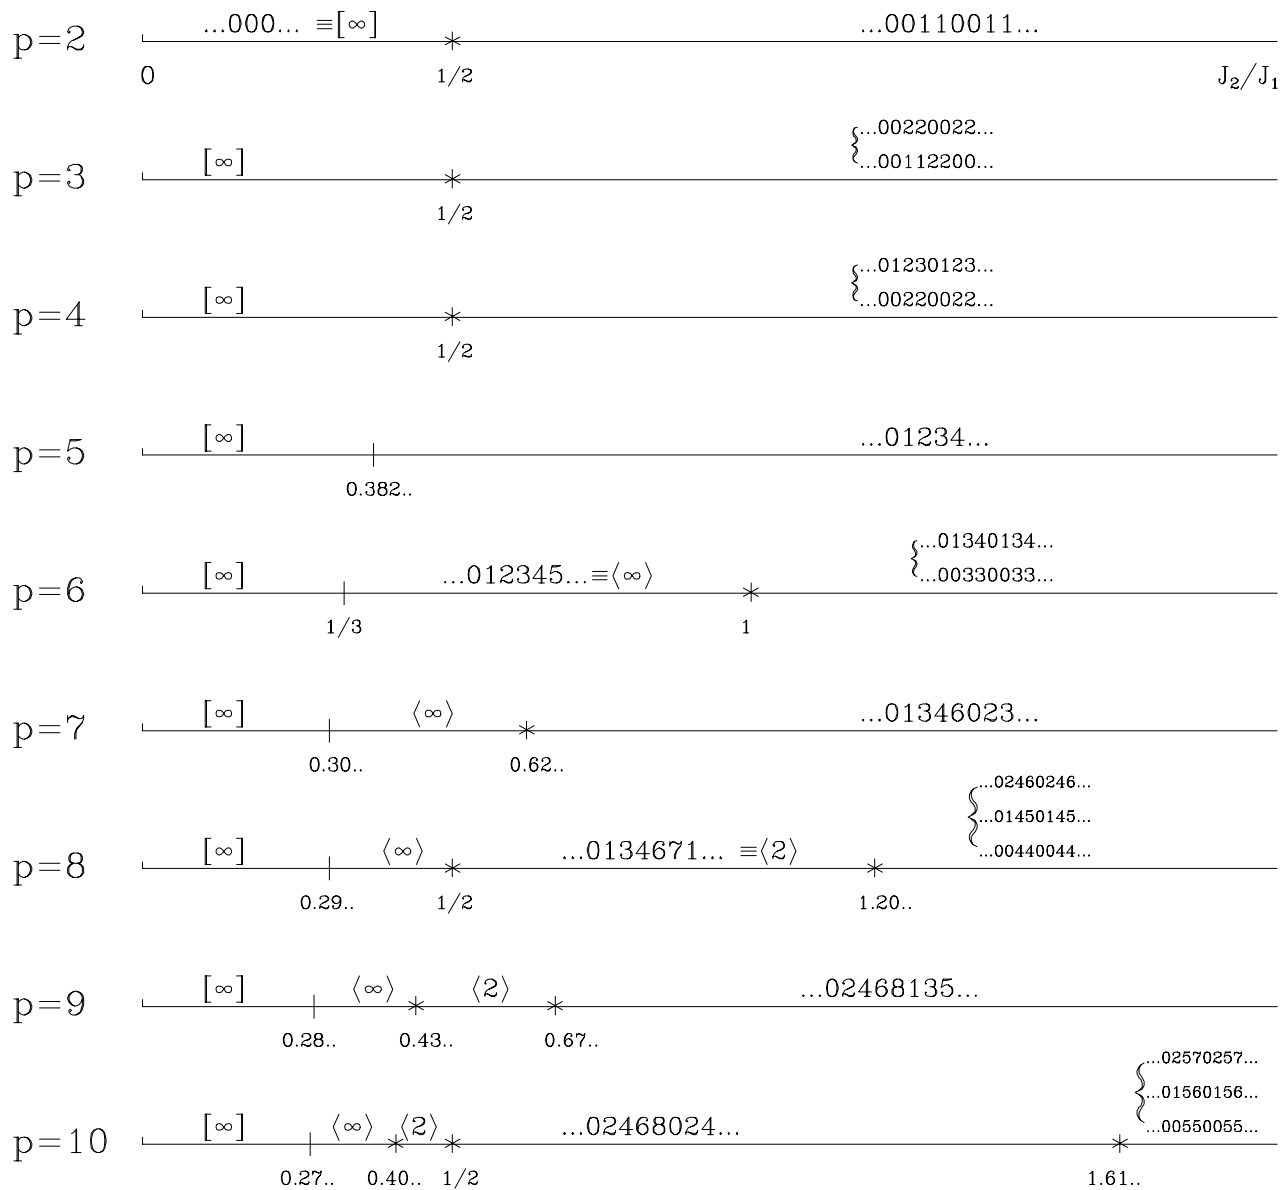 p=2 ...000... ≡[∞] ...00110011...
0 1/2 J₂/J₁
...00220022...
p=3 [∞] ...00112200...
1/2
...01230123...
p=4 [∞] ...00220022...
1/2
p=5 [∞] ...01234...
0.382..
...01340134...
p=6 [∞] ...012345...≡⟨∞⟩ ...00330033...
1/3 1
p=7 [∞] ⟨∞⟩ ...01346023...
0.30.. 0.62..
...02460246...
...01450145...
p=8 [∞] ⟨∞⟩ ...0134671... ≡⟨2⟩ ...00440044...
0.29.. 1/2 1.20..
p=9 [∞] ⟨∞⟩ ⟨2⟩ ...02468135...
0.28.. 0.43.. 0.67..
...02570257...
...01560156...
p=10 [∞] ⟨∞⟩ ⟨2⟩ ...02468024... ...00550055...
0.27.. 0.40.. 1/2 1.61..